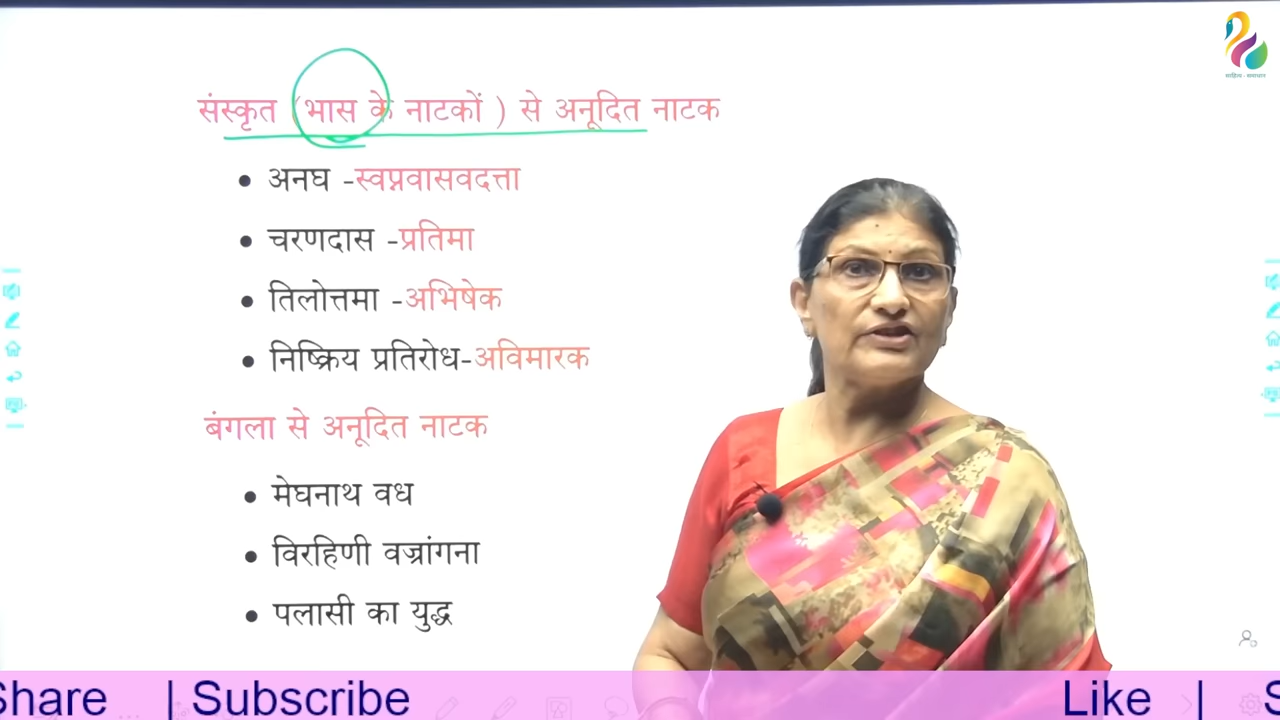 संस्कृत (भास के नाटकों ) से अनूदित नाटक
• अनघ -स्वप्नवासवदत्ता
• चरणदास -प्रतिमा
• तिलोत्तमा -अभिषेक
• निष्क्रिय प्रतिरोध-अविमारक
बंगला से अनूदित नाटक
• मेघनाथ वध
• विरहिणी वज्रांगना
• पलासी का युद्ध
साहित्य - समाधान
Share | Subscribe Like | S